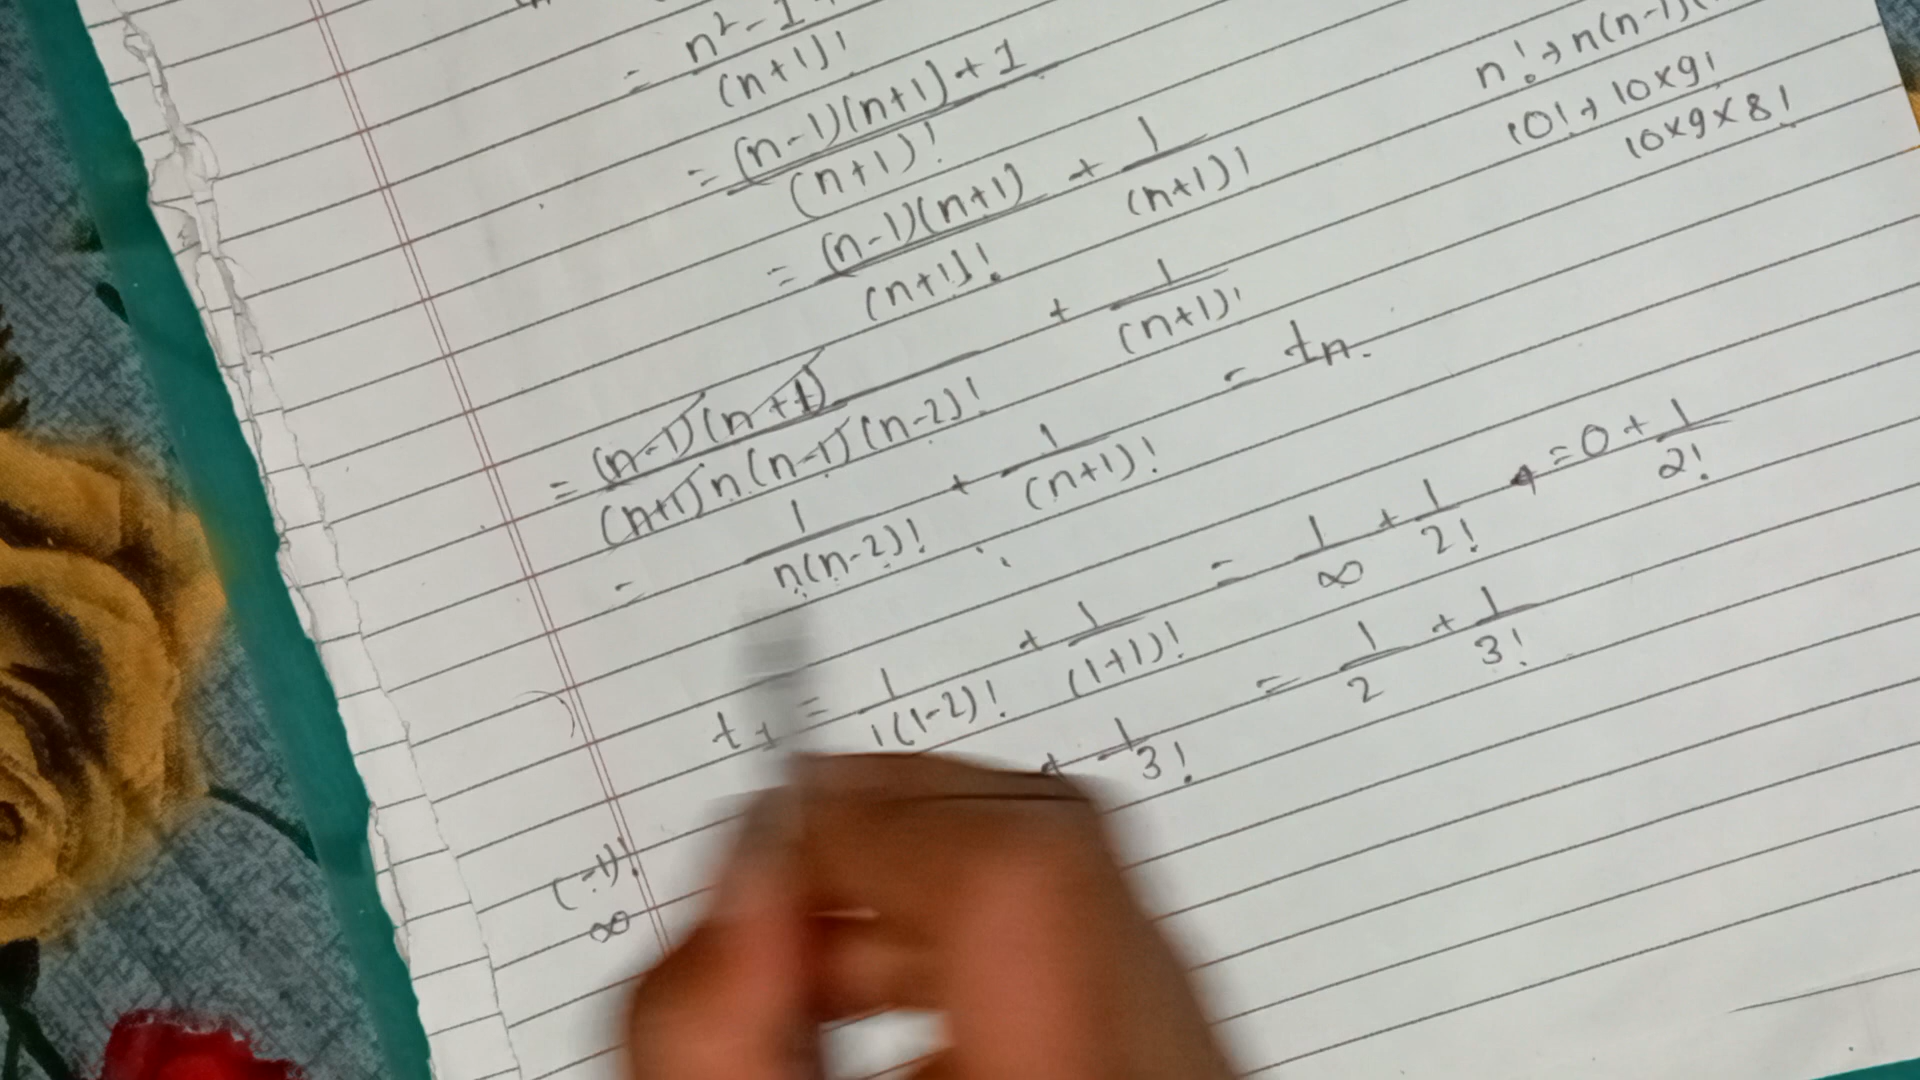 = n² - 1
(n+1)!
= (n-1)(n+1) + 1
(n+1)!
= (n-1)(n+1) + 1
(n+1)! (n+1)!
= (n-1)(n+1) + 1
(n+1)n(n-1)(n-2)! (n+1)!
= 1 + 1 = tn.
n(n-2)! (n+1)!
t1 = 1 + 1 = 1 + 1 = 0 + 1
1(1-2)! (1+1)! ∞ 2! 2!
+ 1 = 1 + 1
3! 2 3!
(-1)!
∞
n! → n(n-1)
10! → 10×9!
10×9×8!